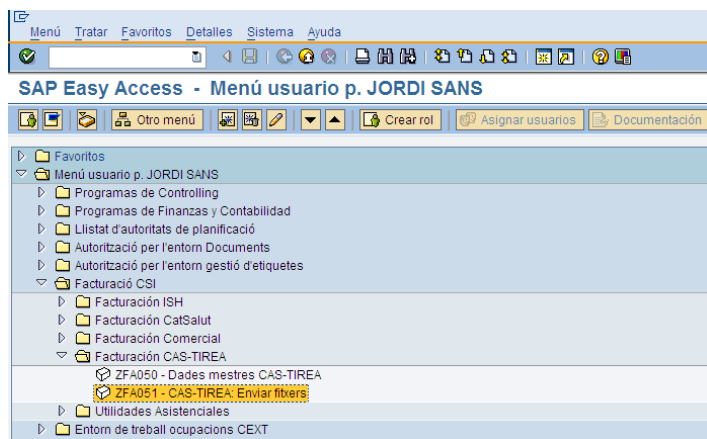 Menú Tratar Favoritos Detalles Sistema Ayuda
SAP Easy Access - Menú usuario p. JORDI SANS
Otro menú Crear rol Asignar usuarios Documentación
Favoritos
Menú usuario p. JORDI SANS
Programas de Controlling
Programas de Finanzas y Contabilidad
Llistat d'autoritats de planificació
Autorització per l'entorn Documents
Autorització per l'entorn gestió d'etiquetes
Facturació CSI
Facturación ISH
Facturación CatSalut
Facturación Comercial
Facturación CAS-TIREA
ZFA050 - Dades mestres CAS-TIREA
ZFA051 - CAS-TIREA: Enviar fitxers
Utilidades Asistenciales
Entorn de treball ocupacions CEXT